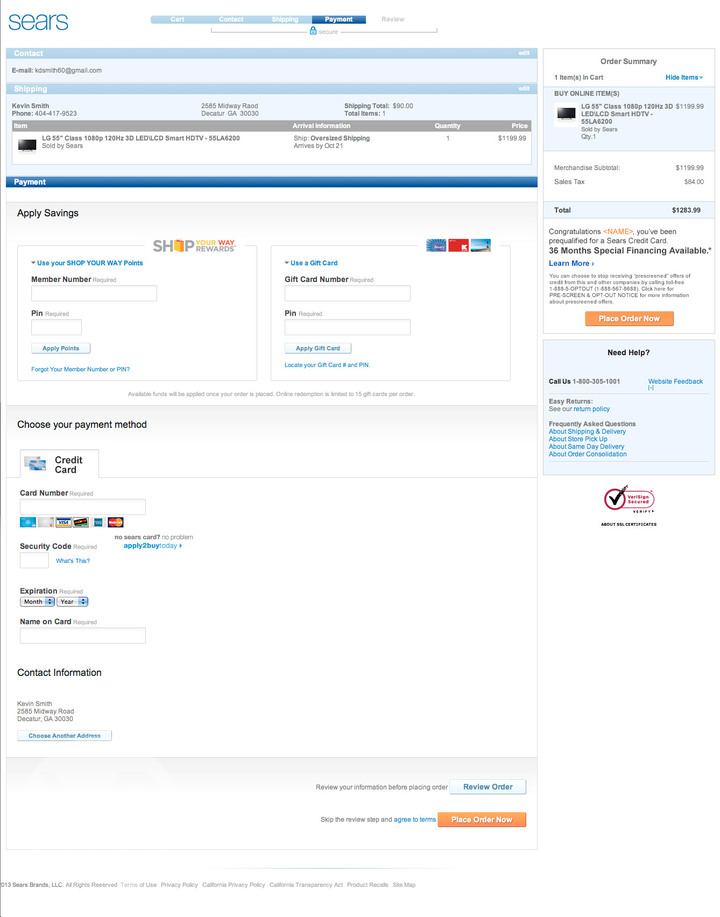 sears
Cart Contact Shipping Payment Review
secure
Contact edit
E-mail: kdsmith60@gmail.com
Shipping edit
Kevin Smith 2585 Midway Raod Shipping Total: $90.00
Phone: 404-417-9523 Decatur GA 30030 Total Items: 1
Item Arrival Information Quantity Price
LG 55" Class 1080p 120Hz 3D LED\LCD Smart HDTV - 55LA6200 Ship: Oversized Shipping 1 $1199.99
Sold by Sears Arrives by Oct 21
Payment
Apply Savings
SHOP YOUR WAY REWARDS
Use your SHOP YOUR WAY Points
Member Number Required
Pin Required
Apply Points
Forgot Your Member Number or PIN?
Use a Gift Card
Gift Card Number Required
Pin Required
Apply Gift Card
Locate your Gift Card # and PIN.
Available funds will be applied once your order is placed. Online redemption is limited to 15 gift cards per order.
Choose your payment method
Credit
Card
Card Number Required
VISA
no sears card? no problem
apply2buytoday
Security Code Required
What's This?
Expiration Required
Month Year
Name on Card Required
Contact Information
Kevin Smith
2585 Midway Road
Decatur, GA 30030
Choose Another Address
Review your information before placing order Review Order
Skip the review step and agree to terms Place Order Now
Order Summary
1 Item(s) in Cart Hide Items
BUY ONLINE ITEM(S)
LG 55" Class 1080p 120Hz 3D $1199.99
LED\LCD Smart HDTV -
55LA6200
Sold by Sears
Qty.1
Merchandise Subtotal: $1199.99
Sales Tax $84.00
Total $1283.99
Congratulations <NAME>, you've been
prequalified for a Sears Credit Card.
36 Months Special Financing Available.*
Learn More ›
You can choose to stop receiving "prescreened" offers of
credit from this and other companies by calling toll-free
1-888-5-OPTOUT (1-888-567-8688). Click here for
PRE-SCREEN & OPT-OUT NOTICE for more information
about prescreened offers.
Place Order Now
Need Help?
Call Us 1-800-305-1001 Website Feedback
[-]
Easy Returns:
See our return policy
Frequently Asked Questions
About Shipping & Delivery
About Store Pick Up
About Same Day Delivery
About Order Consolidation
VeriSign
Secured
VERIFY
ABOUT SSL CERTIFICATES
013 Sears Brands, LLC. All Rights Reserved Terms of Use Privacy Policy California Privacy Policy California Transparency Act Product Recalls Site Map